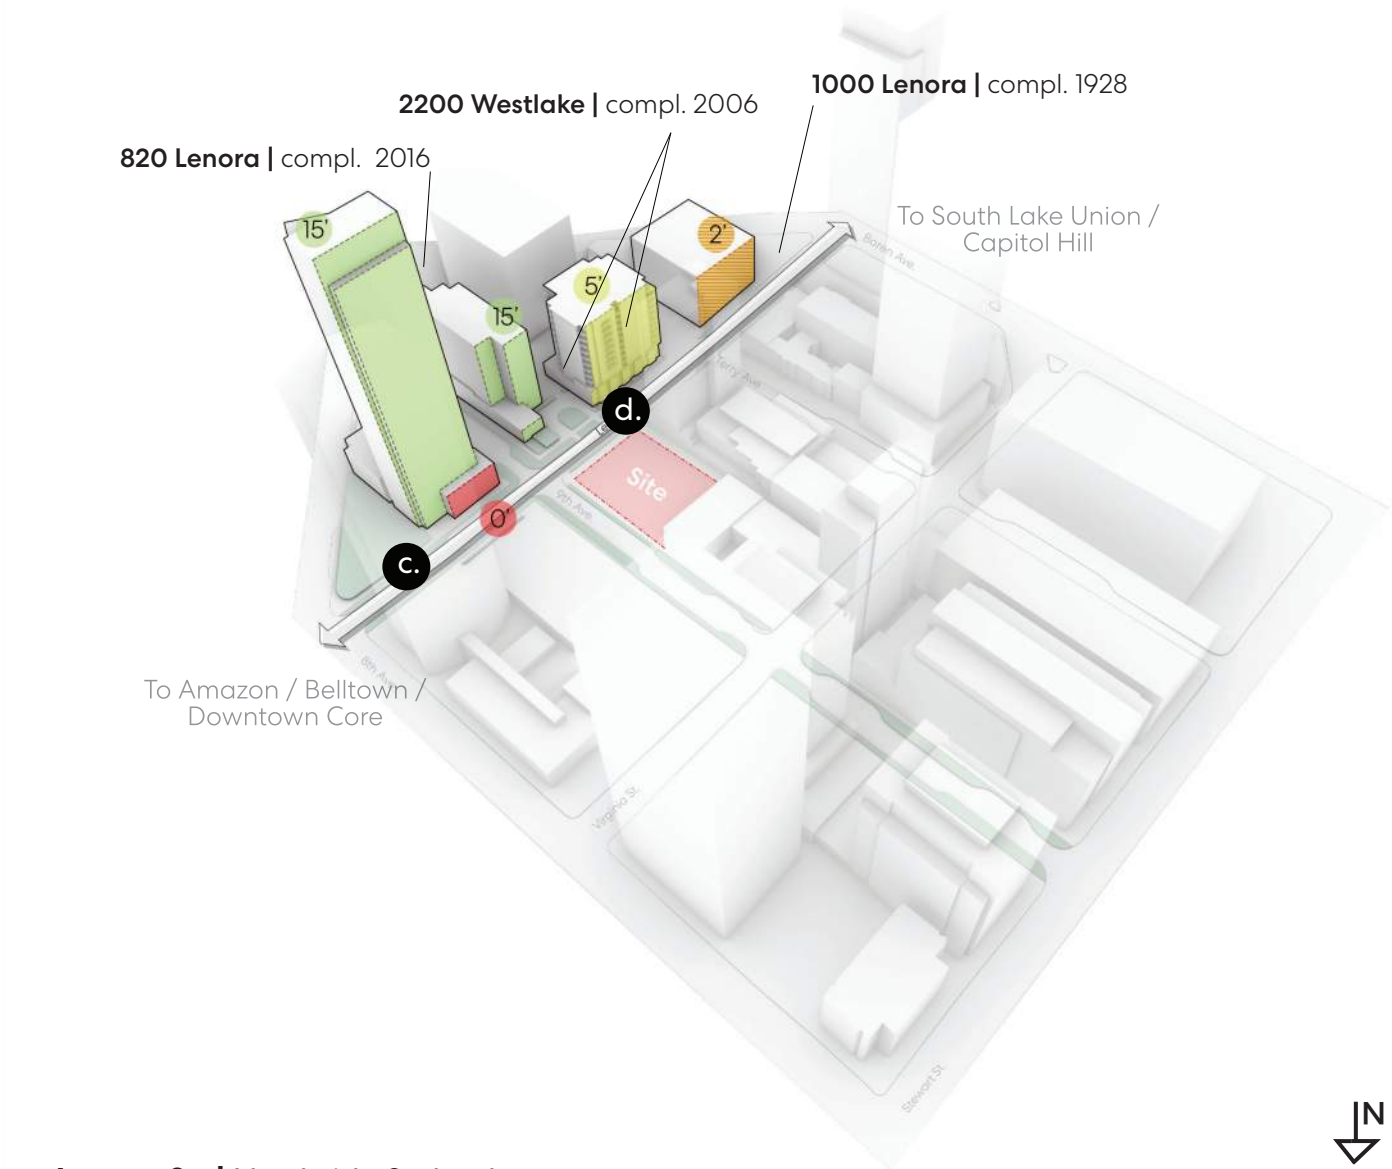 1000 Lenora | compl. 1928
2200 Westlake | compl. 2006
820 Lenora | compl. 2016
To South Lake Union /
Capitol Hill
15'
2'
Boren Ave.
5'
15'
Terry Ave.
d.
Site
9th Ave.
0'
c.
8th Ave.
To Amazon / Belltown /
Downtown Core
Virginia St.
Stewart St.
N